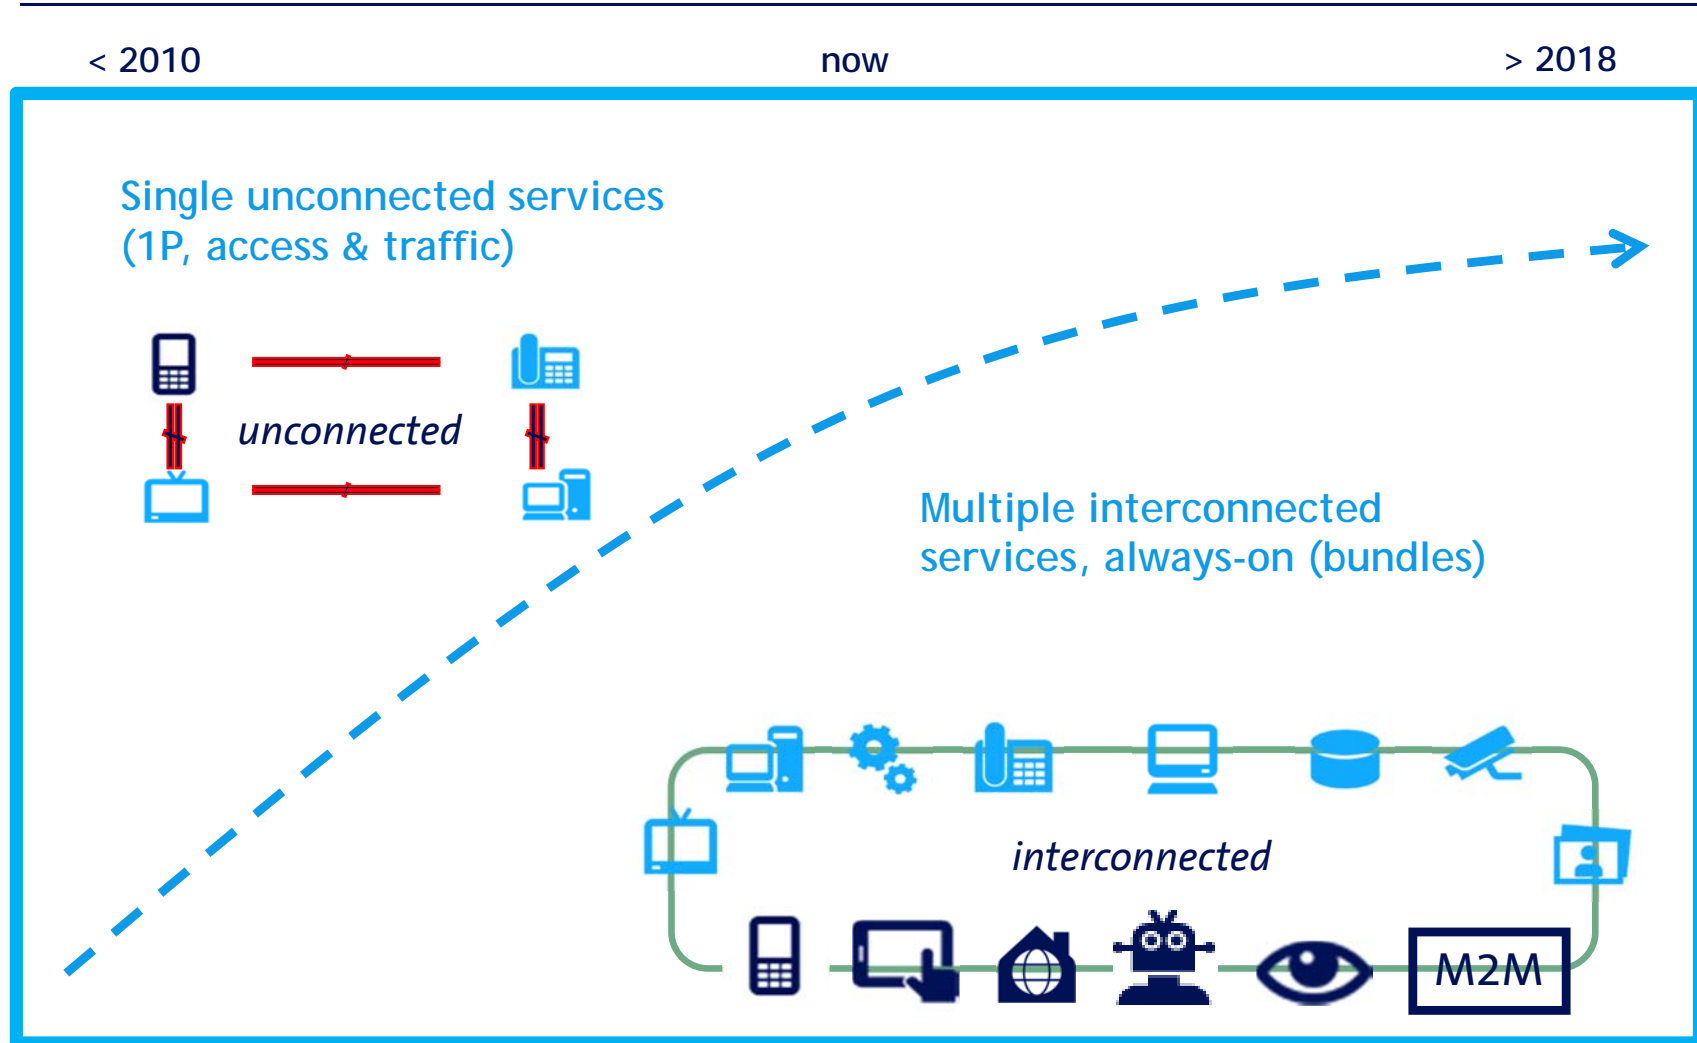 < 2010
now
> 2018
Single unconnected services
(1P, access & traffic)
unconnected
Multiple interconnected
services, always-on (bundles)
interconnected
M2M